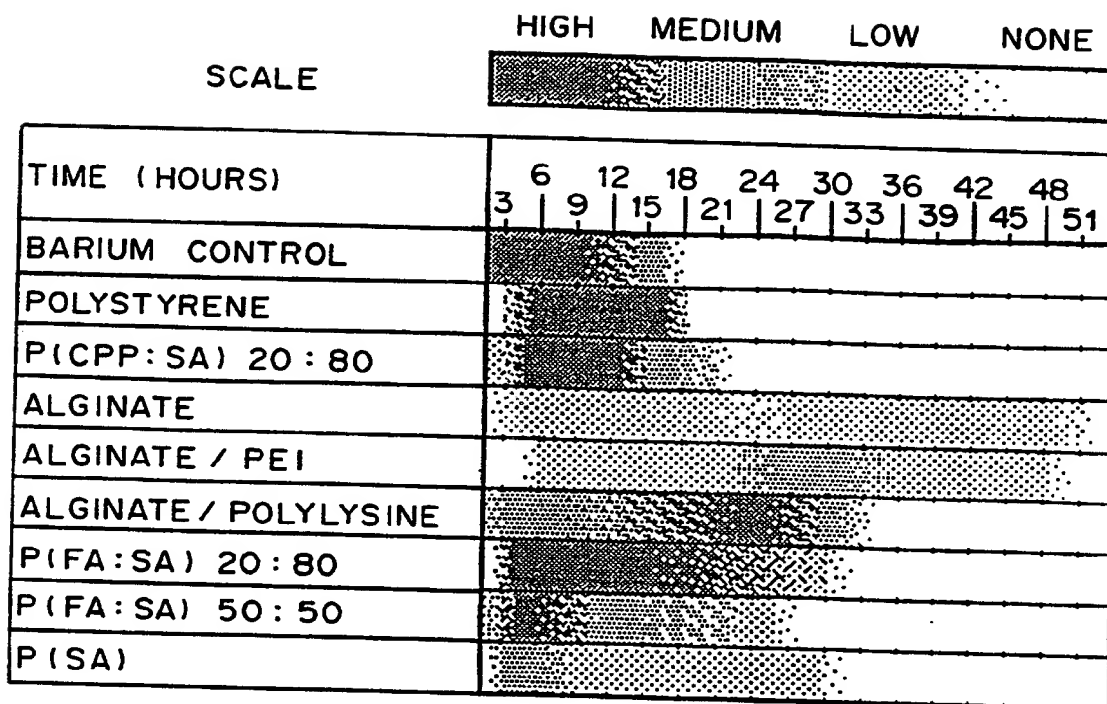 HIGH MEDIUM LOW NONE
SCALE
TIME (HOURS)
6 12 18 24 30 36 42 48
3 9 15 21 27 33 39 45 51
BARIUM CONTROL
POLYSTYRENE
P(CPP:SA) 20:80
ALGINATE
ALGINATE / PEI
ALGINATE / POLYLYSINE
P(FA:SA) 20:80
P(FA:SA) 50:50
P(SA)